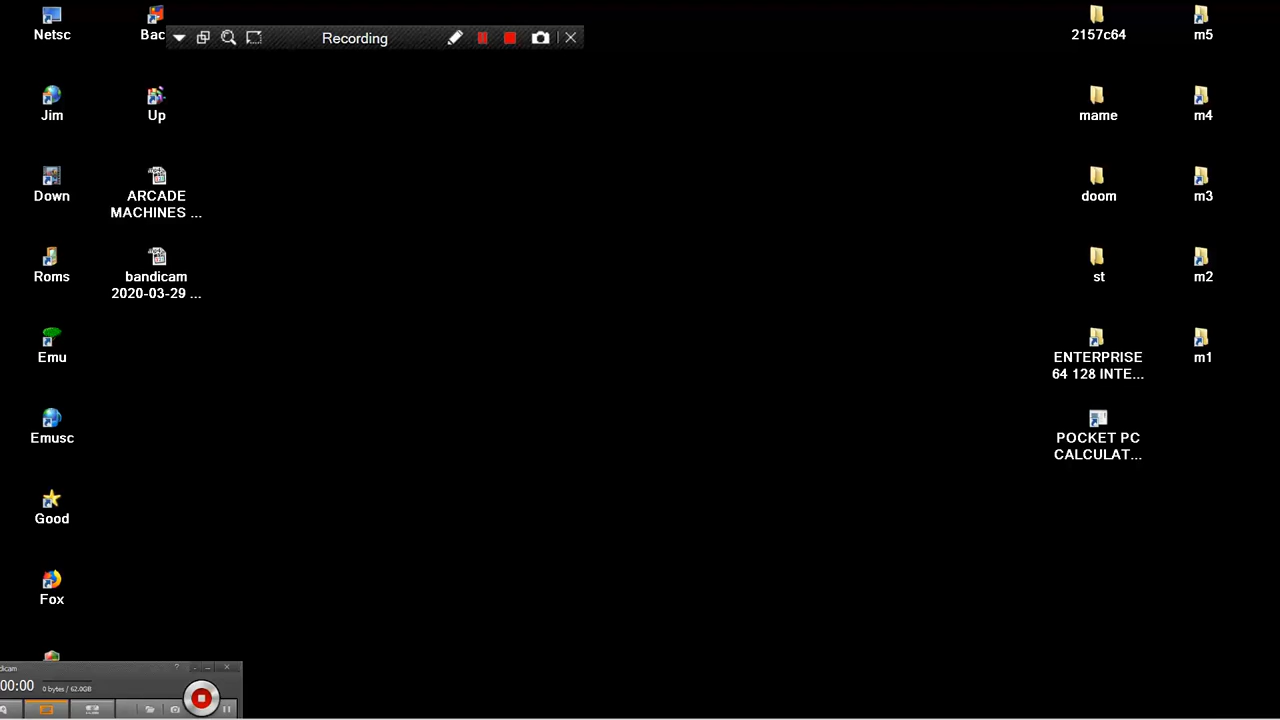 Netsc
Bac
Recording
2157c64
m5
Jim
Up
mame
m4
Down
ARCADE
MACHINES ...
doom
m3
Roms
bandicam
2020-03-29 ...
st
m2
Emu
ENTERPRISE
64 128 INTE...
m1
Emusc
POCKET PC
CALCULAT...
Good
Fox
dicam
00:00
0 bytes / 62.0GB